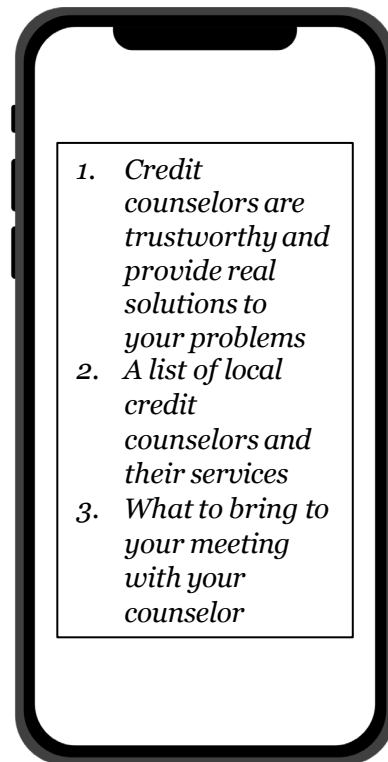 1. Credit
counselors are
trustworthy and
provide real
solutions to
your problems
2. A list of local
credit
counselors and
their services
3. What to bring to
your meeting
with your
counselor